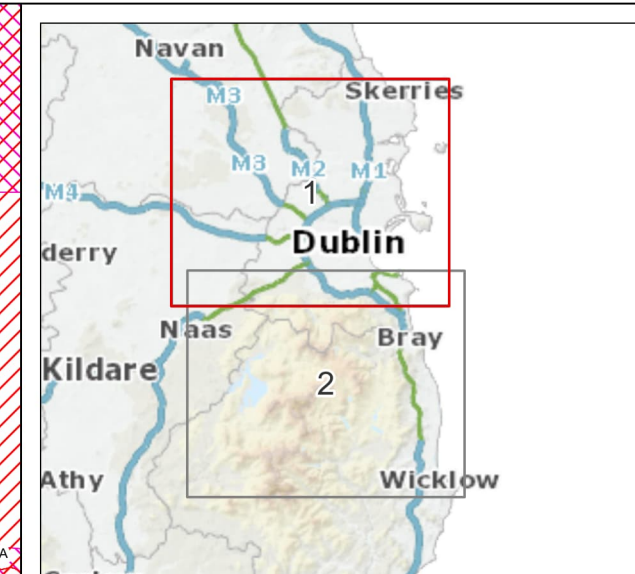 Navan
Skerries
M3
M3
M2
M1
1
M4
Dublin
derry
Naas
Bray
Kildare
2
Athy
Wicklow
A